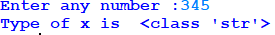 Enter any number :345
Type of x is  <class 'str'>